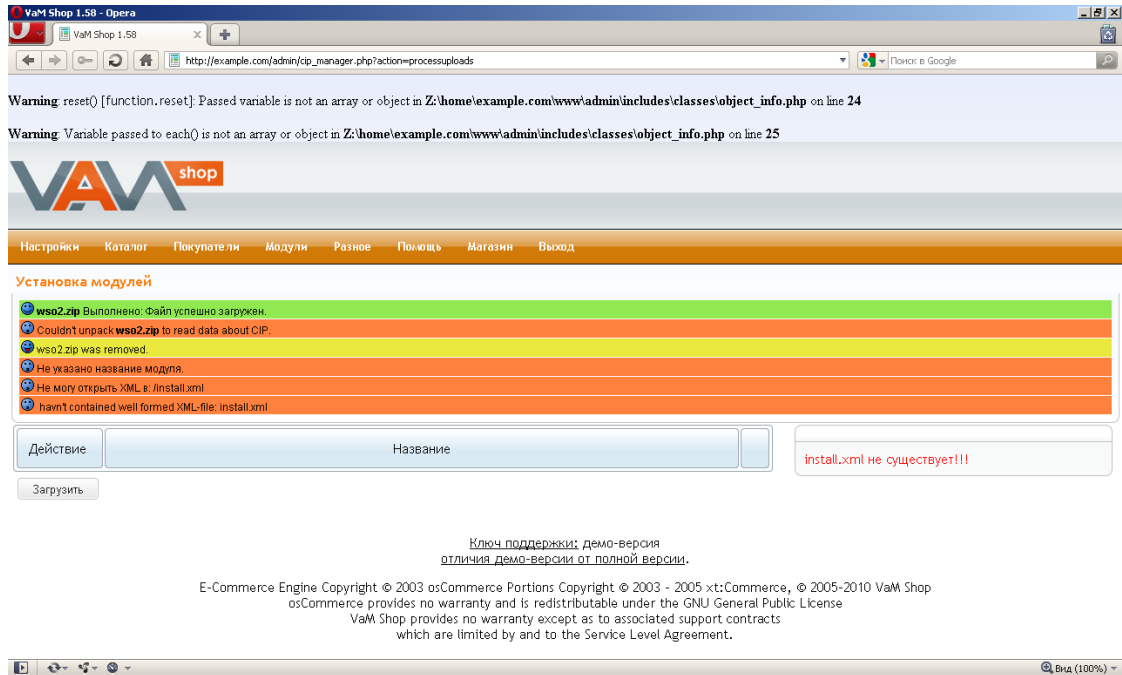 VaM Shop 1.58 - Opera
VaM Shop 1.58
http://example.com/admin/cip_manager.php?action=processuploads
Поиск в Google
Warning: reset() [function.reset]: Passed variable is not an array or object in Z:\home\example.com\www\admin\includes\classes\object_info.php on line 24
Warning: Variable passed to each() is not an array or object in Z:\home\example.com\www\admin\includes\classes\object_info.php on line 25
VAM shop
Настройки Каталог Покупатели Модули Разное Помощь Магазин Выход
Установка модулей
wso2.zip Выполнено: Файл успешно загружен.
Couldn't unpack wso2.zip to read data about CIP.
wso2.zip was removed.
Не указано название модуля.
Не могу открыть XML в: /install.xml
havn't contained well formed XML-file: install.xml
Действие Название
install.xml не существует!!!
Загрузить
Ключ поддержки: демо-версия
отличия демо-версии от полной версии.
E-Commerce Engine Copyright © 2003 osCommerce Portions Copyright © 2003 - 2005 xt:Commerce, © 2005-2010 VaM Shop
osCommerce provides no warranty and is redistributable under the GNU General Public License
VaM Shop provides no warranty except as to associated support contracts
which are limited by and to the Service Level Agreement.
Вид (100%)